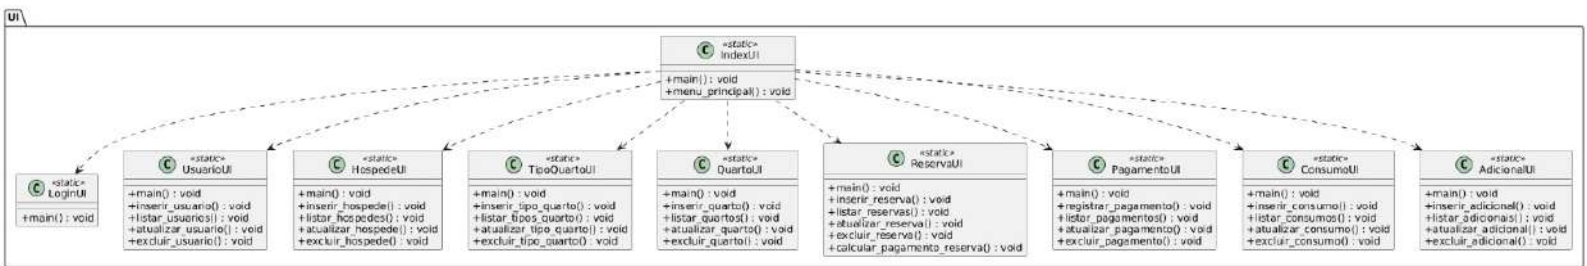 UI
C «static»
IndexUI
+main() : void
+menu_principal() : void
C «static»
LoginUI
+main() : void
C «static»
UsuarioUI
+main() : void
+inserir_usuario() : void
+listar_usuarios() : void
+atualizar_usuario() : void
+excluir_usuario() : void
C «static»
HospedeUI
+main() : void
+inserir_hospede() : void
+listar_hospedes() : void
+atualizar_hospede() : void
+excluir_hospede() : void
C «static»
TipoQuartoUI
+main() : void
+inserir_tipo_quarto() : void
+listar_tipos_quarto() : void
+atualizar_tipo_quarto() : void
+excluir_tipo_quarto() : void
C «static»
QuartoUI
+main() : void
+inserir_quarto() : void
+listar_quartos() : void
+atualizar_quarto() : void
+excluir_quarto() : void
C «static»
ReservaUI
+main() : void
+inserir_reserva() : void
+listar_reservas() : void
+atualizar_reserva() : void
+excluir_reserva() : void
+calcular_pagamento_reserva() : void
C «static»
PagamentoUI
+main() : void
+registrar_pagamento() : void
+listar_pagamentos() : void
+atualizar_pagamento() : void
+excluir_pagamento() : void
C «static»
ConsumoUI
+main() : void
+inserir_consumo() : void
+listar_consumos() : void
+atualizar_consumo() : void
+excluir_consumo() : void
C «static»
AdicionalUI
+main() : void
+inserir_adicional() : void
+listar_adicionais() : void
+atualizar_adicional() : void
+excluir_adicional() : void